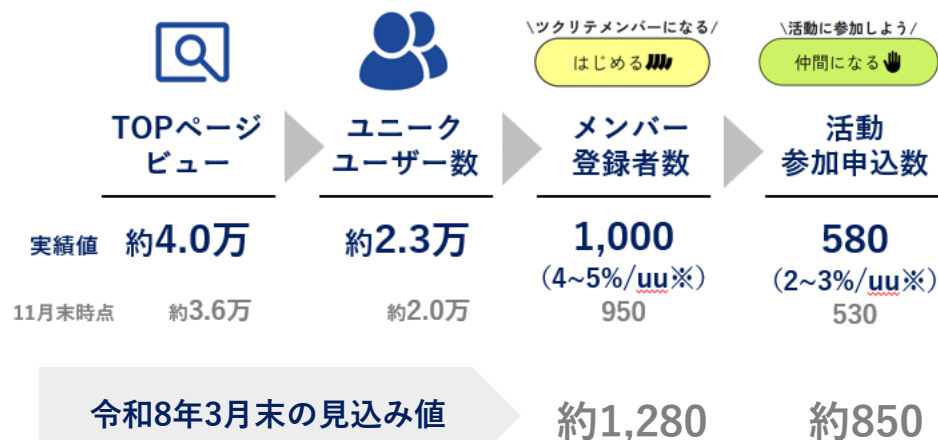 \ツクリテメンバーになる/
はじめる
\活動に参加しよう/
仲間になる
TOPページ
ビュー
ユニーク
ユーザー数
メンバー
登録者数
活動
参加申込数
実績値 約4.0万 約2.3万 1,000 580
(4~5%/uu※) (2~3%/uu※)
11月末時点 約3.6万 約2.0万 950 530
令和8年3月末の見込み値 約1,280 約850